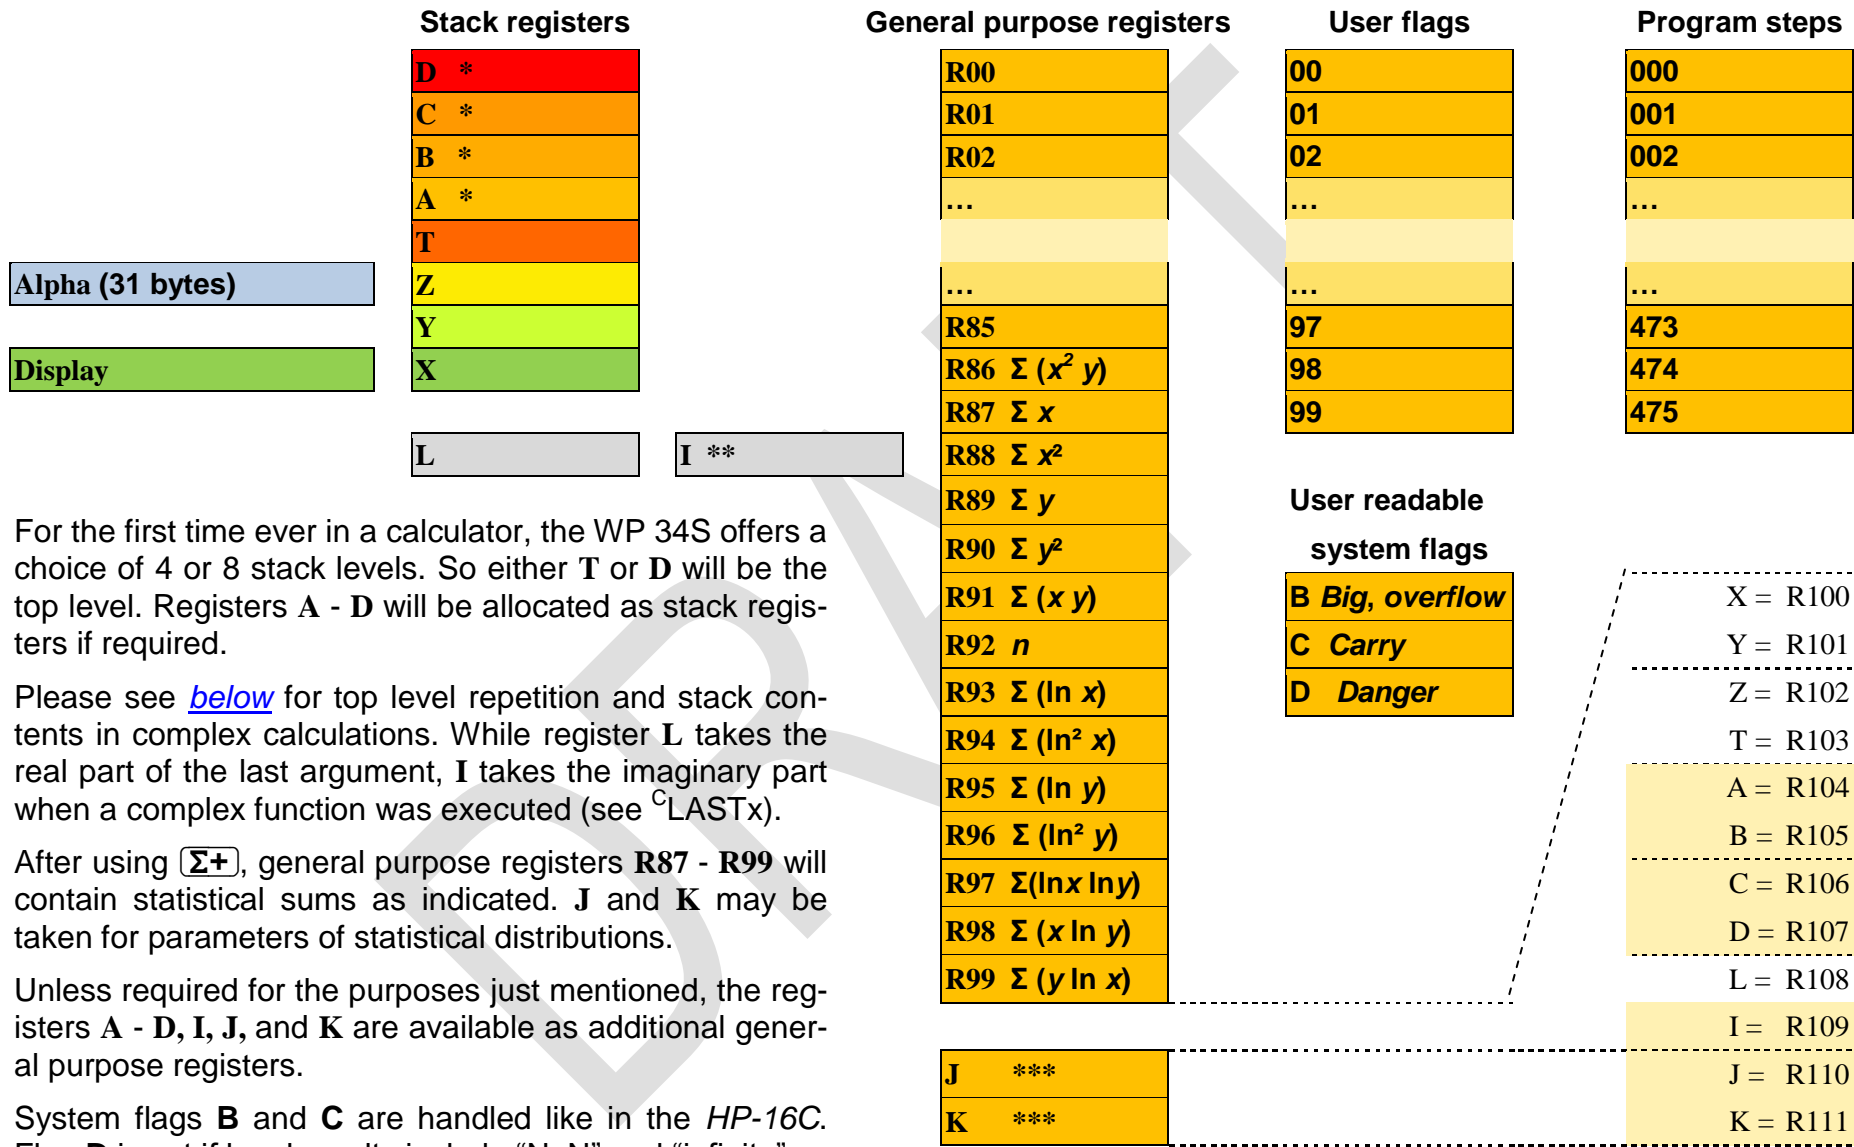 Stack registers
General purpose registers
User flags
Program steps
D *
C *
B *
A *
T
Z
Y
X
Alpha (31 bytes)
Display
L
I **
R00
R01
R02
…
…
R85
R86 Σ (x² y)
R87 Σ x
R88 Σ x²
R89 Σ y
R90 Σ y²
R91 Σ (x y)
R92 n
R93 Σ (ln x)
R94 Σ (ln² x)
R95 Σ (ln y)
R96 Σ (ln² y)
R97 Σ(lnx lny)
R98 Σ (x ln y)
R99 Σ (y ln x)
J ***
K ***
00
01
02
…
…
97
98
99
User readable
system flags
B Big, overflow
C Carry
D Danger
000
001
002
…
…
473
474
475
X = R100
Y = R101
Z = R102
T = R103
A = R104
B = R105
C = R106
D = R107
L = R108
I = R109
J = R110
K = R111
For the first time ever in a calculator, the WP 34S offers a
choice of 4 or 8 stack levels. So either T or D will be the
top level. Registers A - D will be allocated as stack regis-
ters if required.
Please see below for top level repetition and stack con-
tents in complex calculations. While register L takes the
real part of the last argument, I takes the imaginary part
when a complex function was executed (see ᶜLASTx).
After using Σ+, general purpose registers R87 - R99 will
contain statistical sums as indicated. J and K may be
taken for parameters of statistical distributions.
Unless required for the purposes just mentioned, the reg-
isters A - D, I, J, and K are available as additional gener-
al purpose registers.
System flags B and C are handled like in the HP-16C.
DRAFT